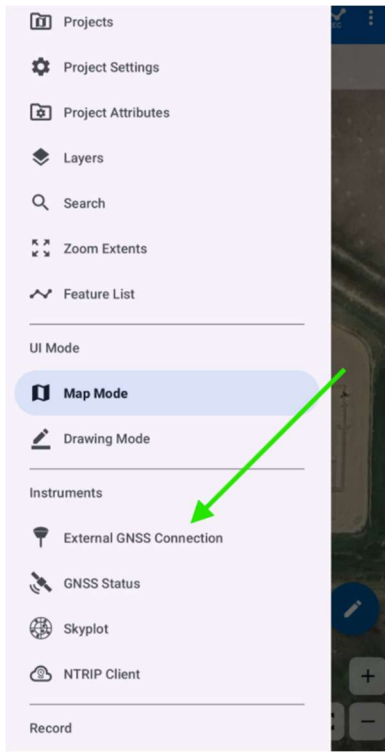 Projects
Project Settings
Project Attributes
Layers
Search
Zoom Extents
Feature List
UI Mode
Map Mode
Drawing Mode
Instruments
External GNSS Connection
GNSS Status
Skyplot
NTRIP Client
Record